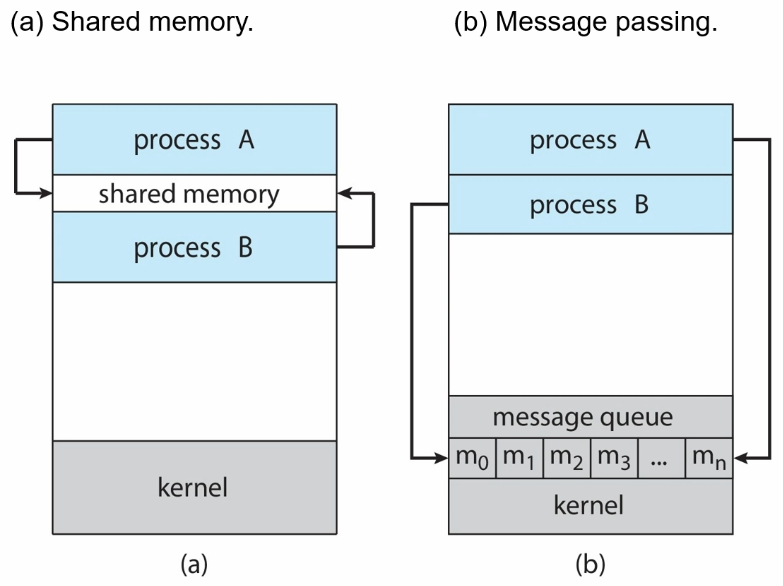 (a) Shared memory.
(b) Message passing.
process A
shared memory
process B
kernel
(a)
process A
process B
message queue
m0 m1 m2 m3 ... mn
kernel
(b)